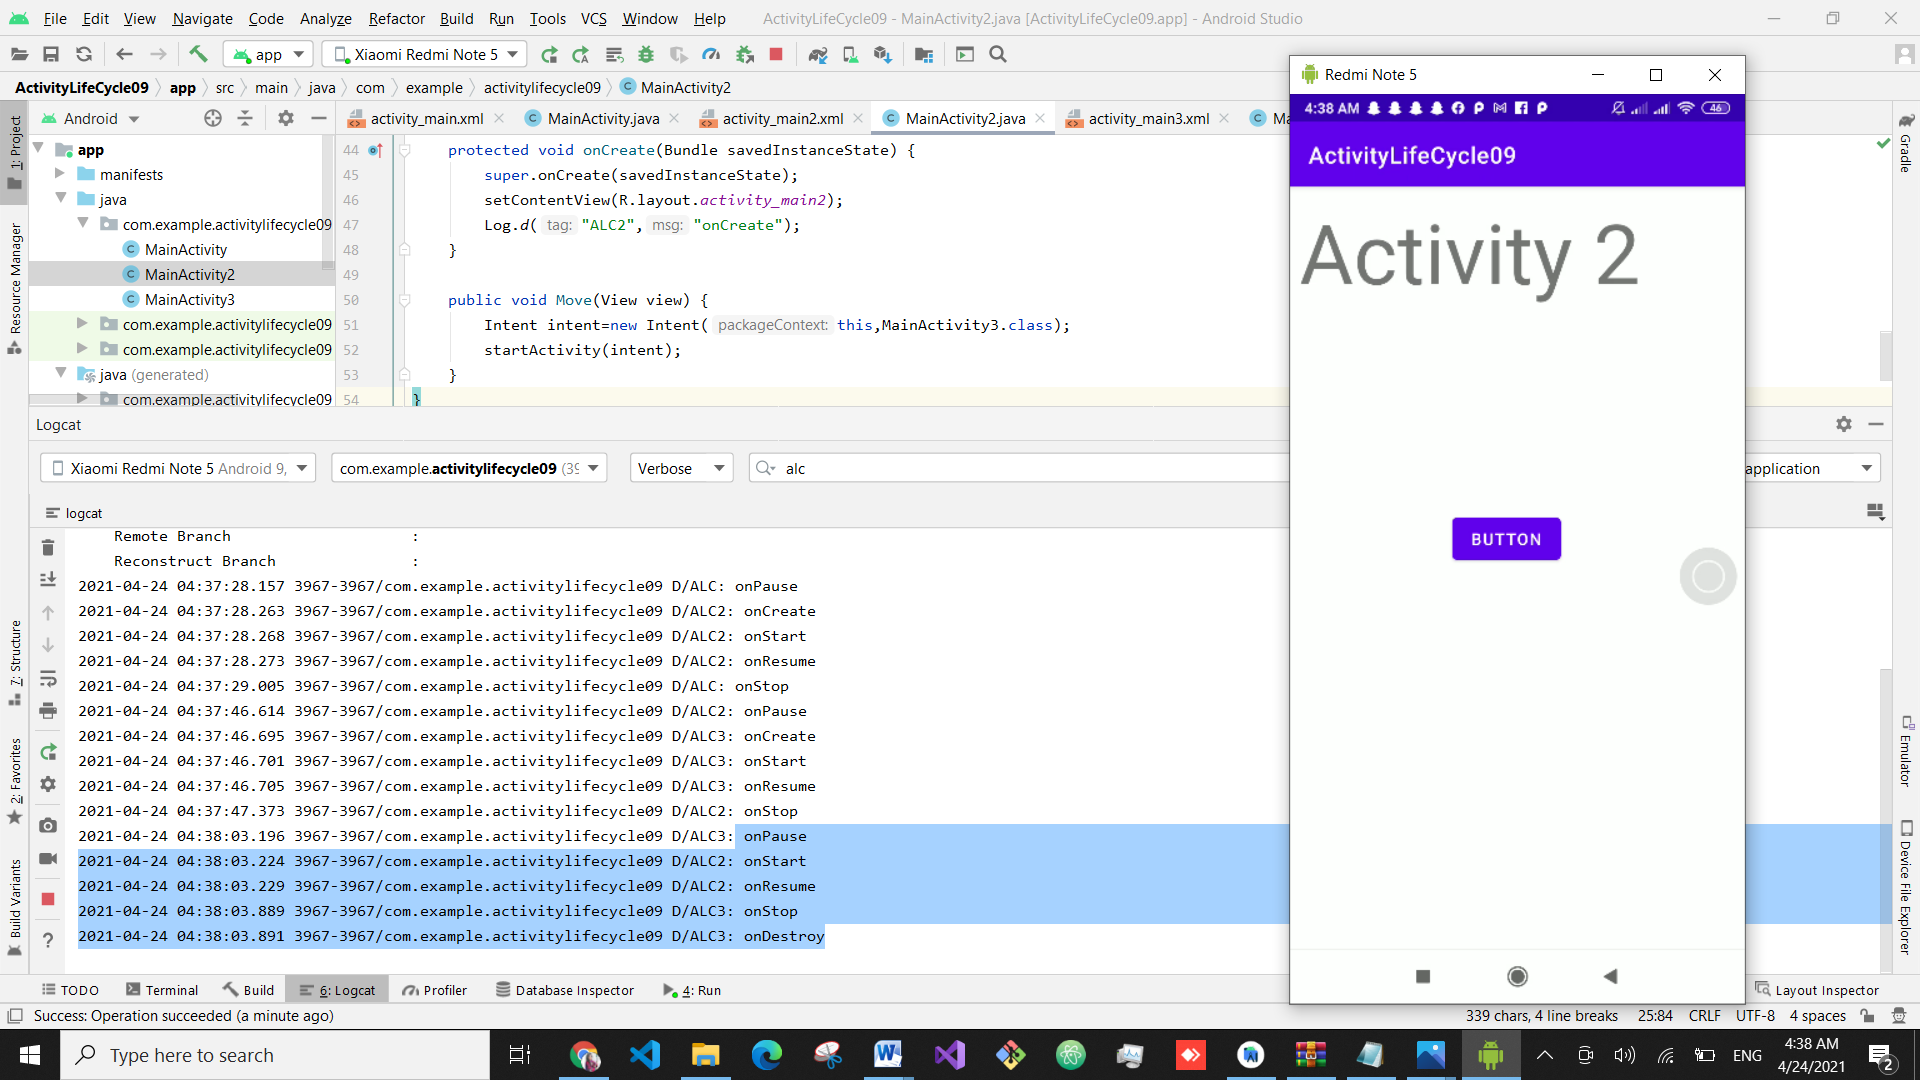 File Edit View Navigate Code Analyze Refactor Build Run Tools VCS Window Help ActivityLifeCycle09 - MainActivity2.java [ActivityLifeCycle09.app] - Android Studio
app Xiaomi Redmi Note 5
ActivityLifeCycle09 app src main java com example activitylifecycle09 MainActivity2
Android activity_main.xml MainActivity.java activity_main2.xml MainActivity2.java activity_main3.xml
1: Project
Resource Manager
7: Structure
2: Favorites
Build Variants
app
manifests
java
com.example.activitylifecycle09
MainActivity
MainActivity2
MainActivity3
com.example.activitylifecycle09
com.example.activitylifecycle09
java (generated)
com.example.activitylifecycle09
44 protected void onCreate(Bundle savedInstanceState) {
45 super.onCreate(savedInstanceState);
46 setContentView(R.layout.activity_main2);
47 Log.d( tag: "ALC2", msg: "onCreate");
48 }
49
50 public void Move(View view) {
51 Intent intent=new Intent( packageContext: this,MainActivity3.class);
52 startActivity(intent);
53 }
54 }
Logcat
Xiaomi Redmi Note 5 Android 9, com.example.activitylifecycle09 (39 Verbose alc application
logcat
Remote Branch :
Reconstruct Branch :
2021-04-24 04:37:28.157 3967-3967/com.example.activitylifecycle09 D/ALC: onPause
2021-04-24 04:37:28.263 3967-3967/com.example.activitylifecycle09 D/ALC2: onCreate
2021-04-24 04:37:28.268 3967-3967/com.example.activitylifecycle09 D/ALC2: onStart
2021-04-24 04:37:28.273 3967-3967/com.example.activitylifecycle09 D/ALC2: onResume
2021-04-24 04:37:29.005 3967-3967/com.example.activitylifecycle09 D/ALC: onStop
2021-04-24 04:37:46.614 3967-3967/com.example.activitylifecycle09 D/ALC2: onPause
2021-04-24 04:37:46.695 3967-3967/com.example.activitylifecycle09 D/ALC3: onCreate
2021-04-24 04:37:46.701 3967-3967/com.example.activitylifecycle09 D/ALC3: onStart
2021-04-24 04:37:46.705 3967-3967/com.example.activitylifecycle09 D/ALC3: onResume
2021-04-24 04:37:47.373 3967-3967/com.example.activitylifecycle09 D/ALC2: onStop
2021-04-24 04:38:03.196 3967-3967/com.example.activitylifecycle09 D/ALC3: onPause
2021-04-24 04:38:03.224 3967-3967/com.example.activitylifecycle09 D/ALC2: onStart
2021-04-24 04:38:03.229 3967-3967/com.example.activitylifecycle09 D/ALC2: onResume
2021-04-24 04:38:03.889 3967-3967/com.example.activitylifecycle09 D/ALC3: onStop
2021-04-24 04:38:03.891 3967-3967/com.example.activitylifecycle09 D/ALC3: onDestroy
Redmi Note 5
4:38 AM 46
ActivityLifeCycle09
Activity 2
BUTTON
Gradle
Emulator
Device File Explorer
TODO Terminal Build 6: Logcat Profiler Database Inspector 4: Run Layout Inspector
Success: Operation succeeded (a minute ago) 339 chars, 4 line breaks 25:84 CRLF UTF-8 4 spaces
Type here to search ENG 4:38 AM
4/24/2021 2